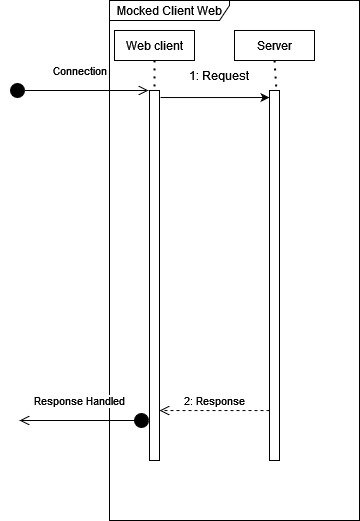 Mocked Client Web
Web client
Server
Connection
1: Request
Response Handled
2: Response